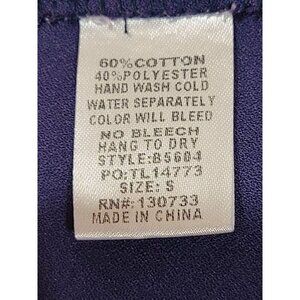 60%COTTON
40%POLYESTER
HAND WASH COLD
WATER SEPARATELY
COLOR WILL BLEED
NO BLEECH
HANG TO DRY
STYLE:B5604
PO:TL14773
SIZE: S
RN#: 130733
MADE IN CHINA